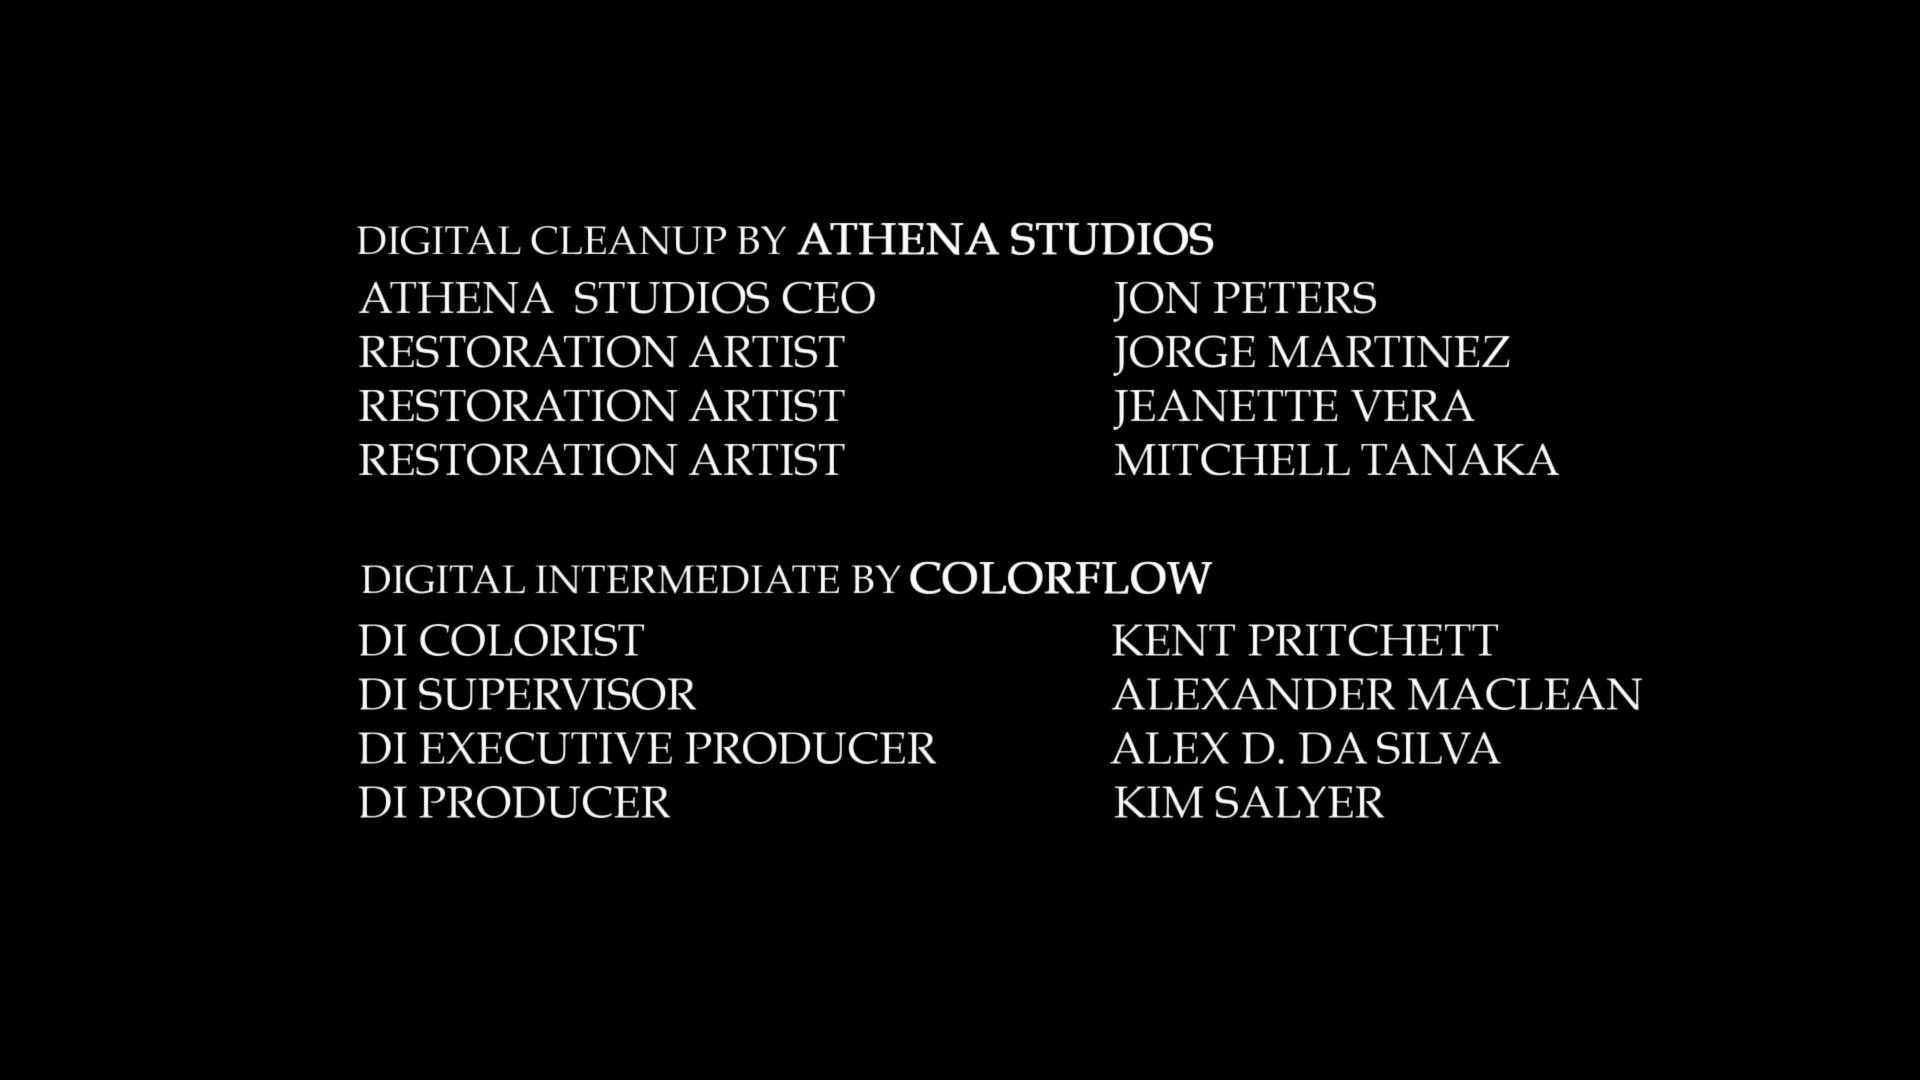 DIGITAL CLEANUP BY ATHENA STUDIOS
ATHENA STUDIOS CEO JON PETERS
RESTORATION ARTIST JORGE MARTINEZ
RESTORATION ARTIST JEANETTE VERA
RESTORATION ARTIST MITCHELL TANAKA
DIGITAL INTERMEDIATE BY COLORFLOW
DI COLORIST KENT PRITCHETT
DI SUPERVISOR ALEXANDER MACLEAN
DI EXECUTIVE PRODUCER ALEX D. DA SILVA
DI PRODUCER KIM SALYER